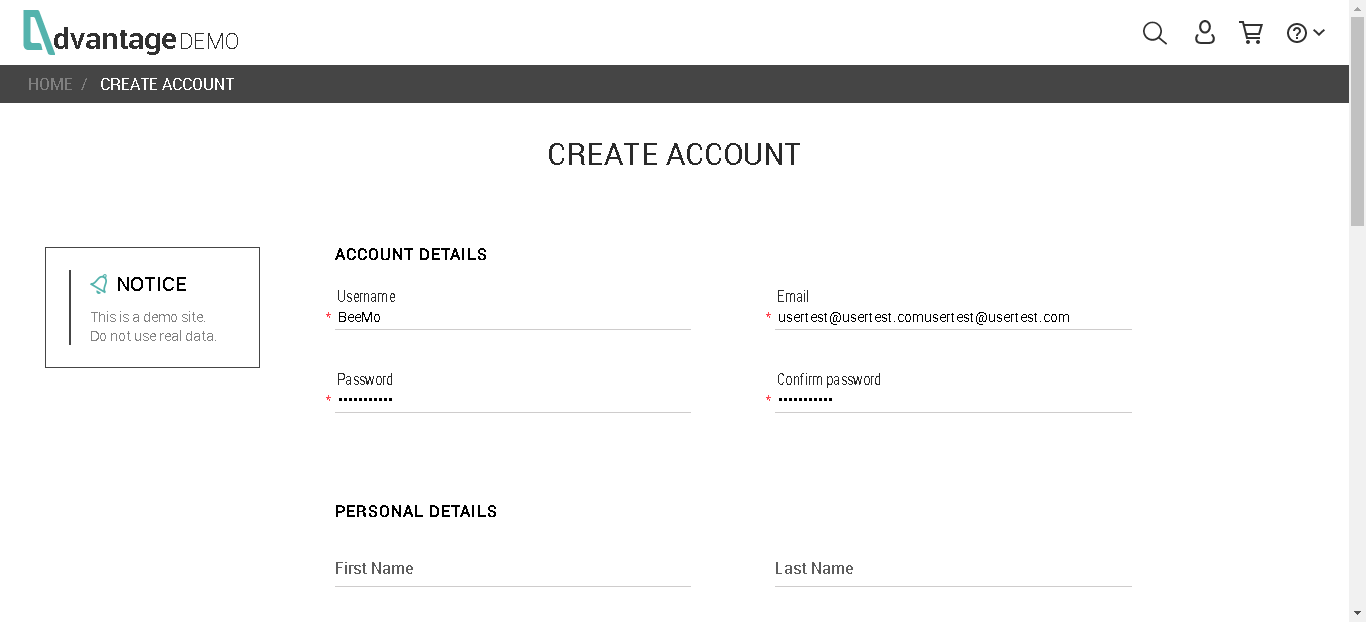 dvantage DEMO
HOME / CREATE ACCOUNT
CREATE ACCOUNT
NOTICE
This is a demo site.
Do not use real data.
ACCOUNT DETAILS
Username
* BeeMo
Email
* usertest@usertest.comusertest@usertest.com
Password
* •••••••••••
Confirm password
* •••••••••••
PERSONAL DETAILS
First Name
Last Name